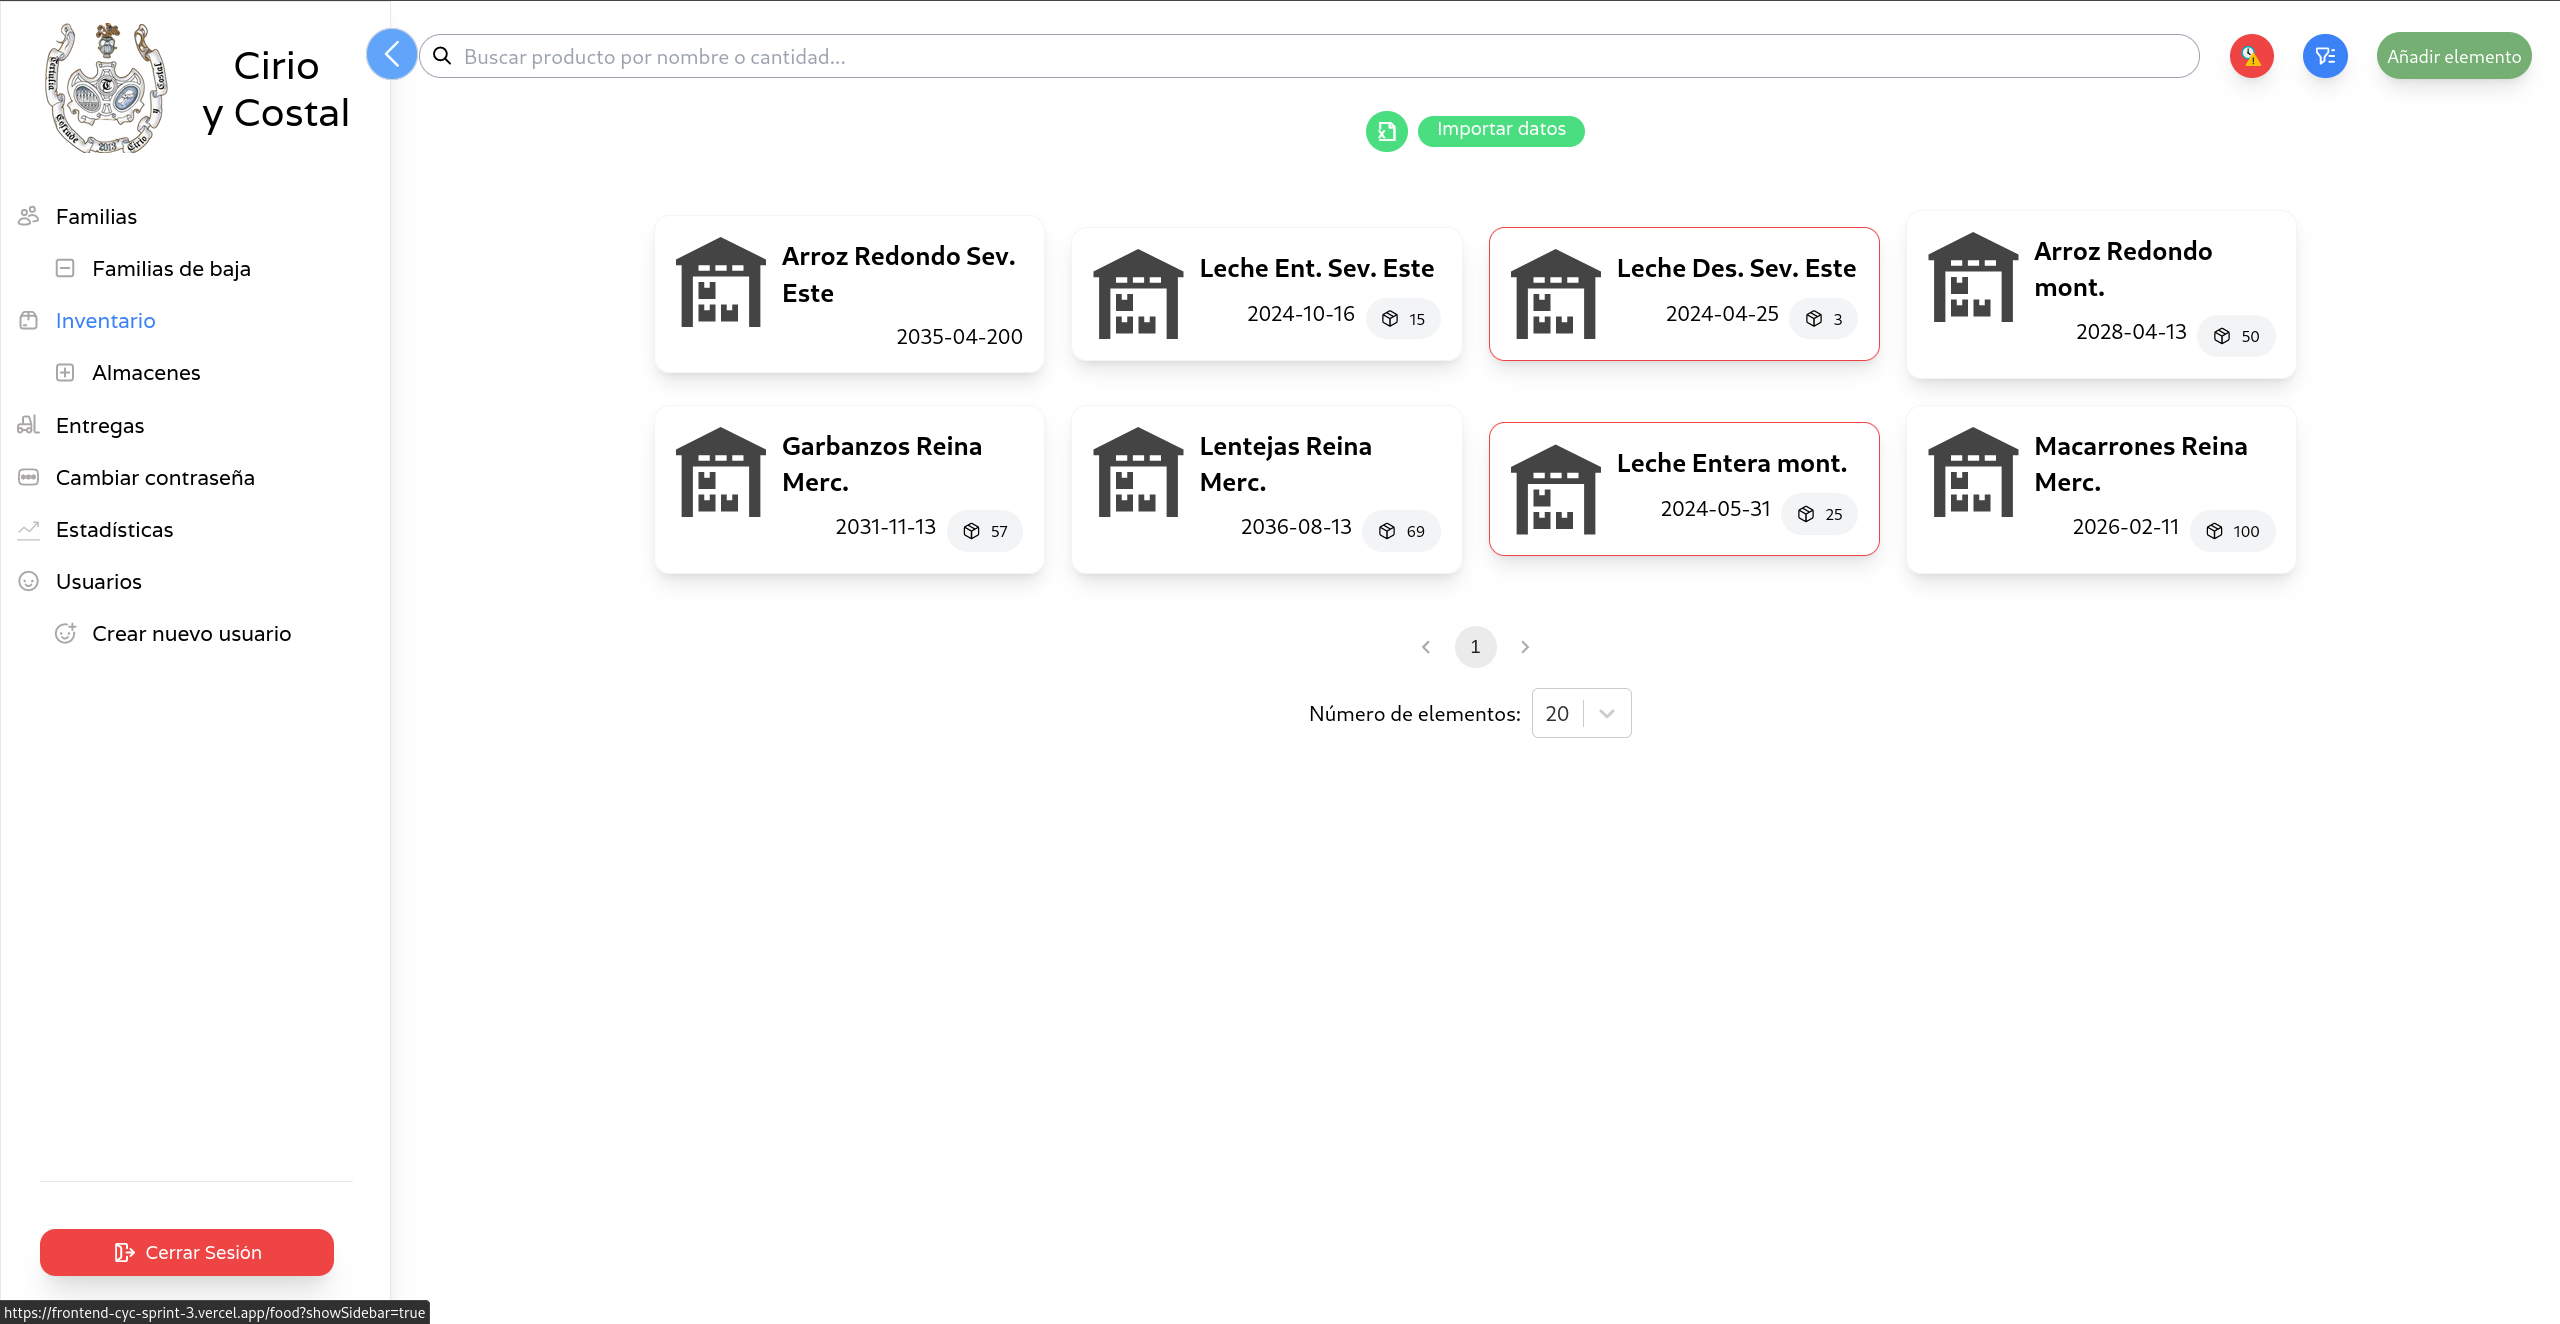 Cirio
y Costal
Buscar producto por nombre o cantidad...
Añadir elemento
Importar datos
Familias
Familias de baja
Inventario
Almacenes
Entregas
Cambiar contraseña
Estadísticas
Usuarios
Crear nuevo usuario
Arroz Redondo Sev.
Este
2035-04-200
Leche Ent. Sev. Este
2024-10-16 15
Leche Des. Sev. Este
2024-04-25 3
Arroz Redondo
mont.
2028-04-13 50
Garbanzos Reina
Merc.
2031-11-13 57
Lentejas Reina
Merc.
2036-08-13 69
Leche Entera mont.
2024-05-31 25
Macarrones Reina
Merc.
2026-02-11 100
1
Número de elementos: 20
Cerrar Sesión
https://frontend-cyc-sprint-3.vercel.app/food?showSidebar=true